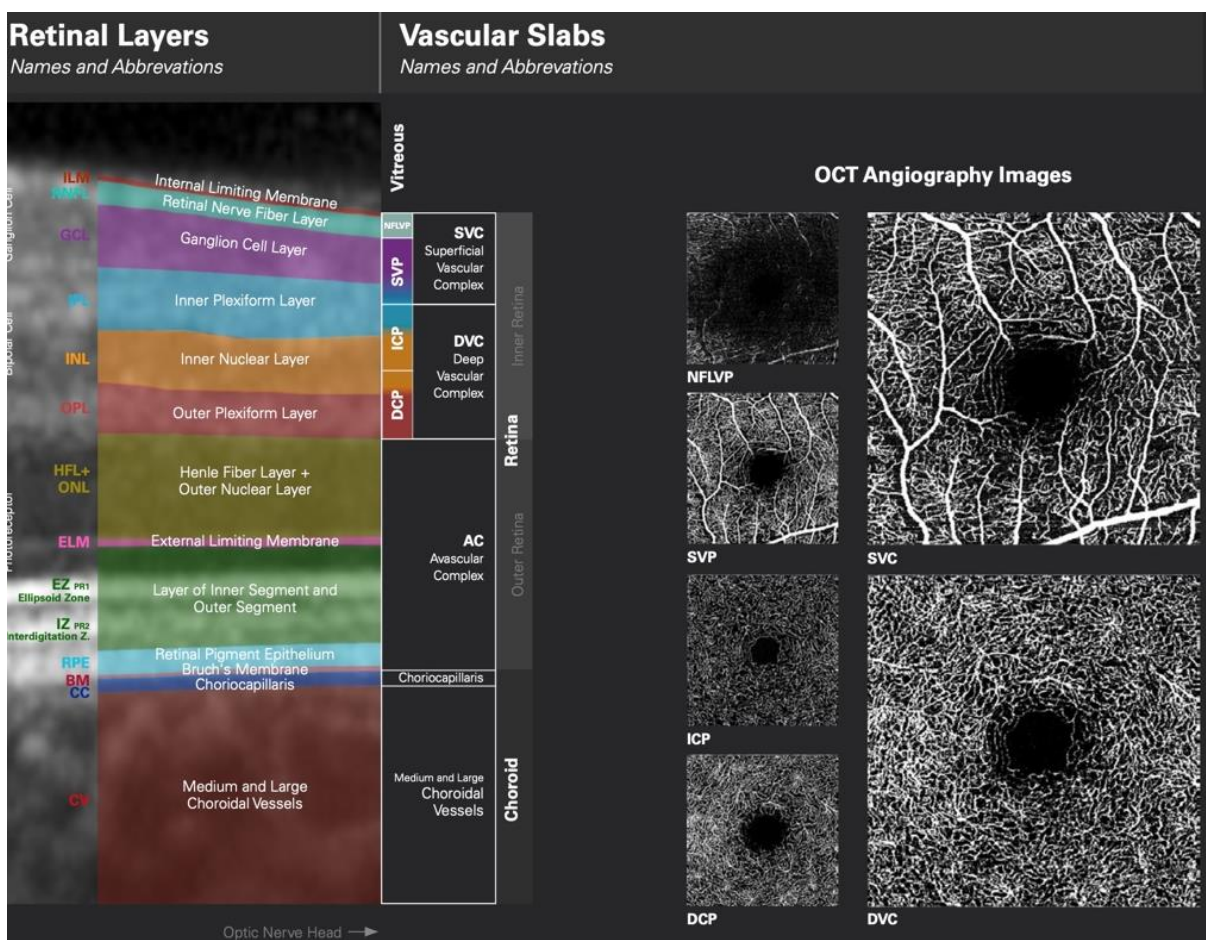 Retinal Layers
Names and Abbrevations
Vascular Slabs
Names and Abbrevations
ILM
RNFL
GCL
IPL
INL
OPL
HFL+
ONL
ELM
EZ PR1
Ellipsoid Zone
IZ PR2
Interdigitation Z.
RPE
BM
CC
CV
Internal Limiting Membrane
Retinal Nerve Fiber Layer
Ganglion Cell Layer
Inner Plexiform Layer
Inner Nuclear Layer
Outer Plexiform Layer
Henle Fiber Layer +
Outer Nuclear Layer
External Limiting Membrane
Layer of Inner Segment and
Outer Segment
Retinal Pigment Epithelium
Bruch's Membrane
Choriocapillaris
Medium and Large
Choroidal Vessels
Optic Nerve Head
Vitreous
NFLVP
SVP
ICP
DCP
SVC
Superficial
Vascular
Complex
DVC
Deep
Vascular
Complex
AC
Avascular
Complex
Choriocapillaris
Medium and Large
Choroidal
Vessels
Inner Retina
Retina
Outer Retina
Choroid
OCT Angiography Images
NFLVP
SVP
SVC
ICP
DCP
DVC